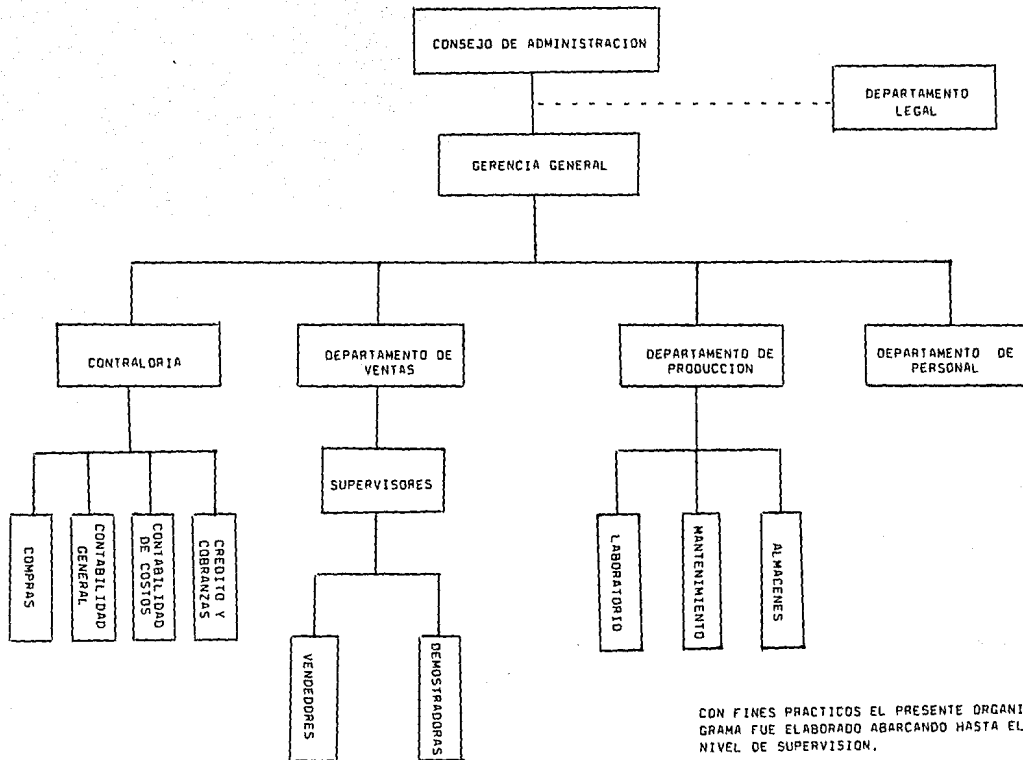 CONSEJO DE ADMINISTRACION
DEPARTAMENTO
LEGAL
GERENCIA GENERAL
CONTRALORIA
DEPARTAMENTO DE
VENTAS
DEPARTAMENTO DE
PRODUCCION
DEPARTAMENTO DE
PERSONAL
SUPERVISORES
COMPRAS
CONTABILIDAD
GENERAL
CONTABILIDAD
DE COSTOS
CREDITO Y
COBRANZAS
LABORATORIO
MANTENIMIENTO
ALMACENES
VENDEDORES
DEMOSTRADORAS
CON FINES PRACTICOS EL PRESENTE ORGANI
GRAMA FUE ELABORADO ABARCANDO HASTA EL
NIVEL DE SUPERVISION.